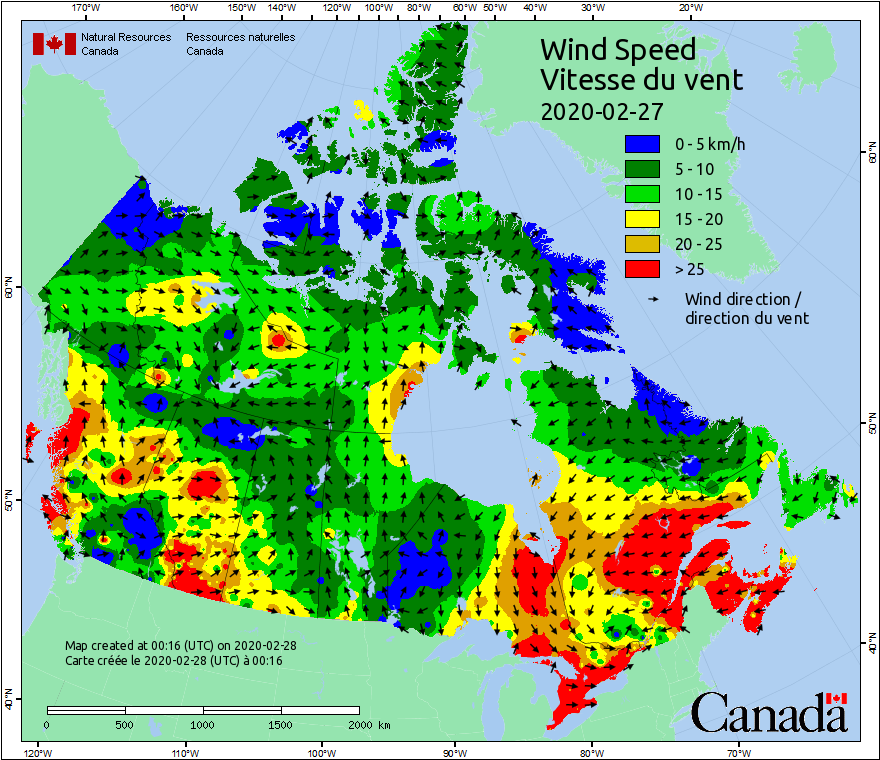 170°W 160°W 150°W 140°W 130°W 120°W 110°W 100°W 90°W 80°W 70°W 60°W 50°W 40°W 30°W 20°W
Natural Resources Ressources naturelles
Canada Canada
Wind Speed
Vitesse du vent
2020-02-27
0 - 5 km/h
5 - 10
10 - 15
15 - 20
20 - 25
> 25
Wind direction /
direction du vent
60°N
60°N
50°N
50°N
40°N
40°N
Map created at 00:16 (UTC) on 2020-02-28
Carte créée le 2020-02-28 (UTC) à 00:16
0 500 1000 1500 2000 km
Canada
120°W 110°W 100°W 90°W 80°W 70°W